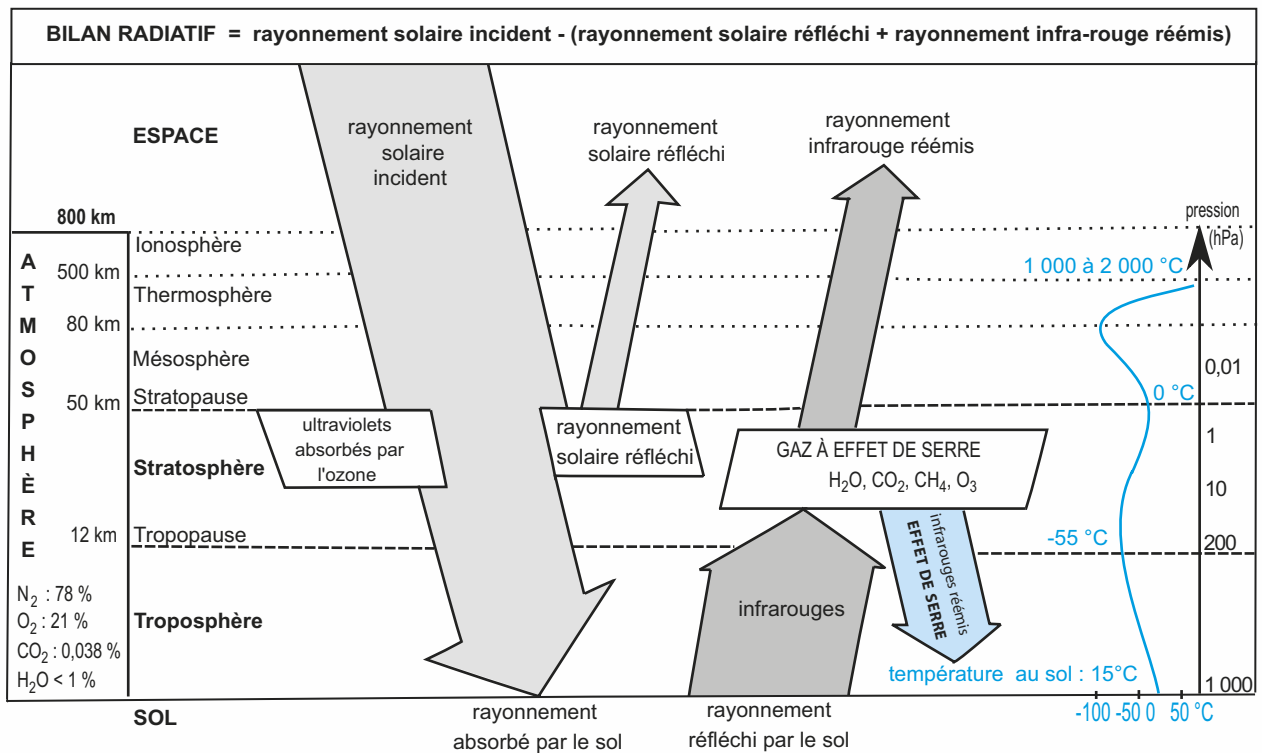 BILAN RADIATIF = rayonnement solaire incident - (rayonnement solaire réfléchi + rayonnement infra-rouge réémis)
ESPACE
rayonnement
solaire
incident
rayonnement
solaire réfléchi
rayonnement
infrarouge réémis
800 km
pression
(hPa)
ATMOSPHÈRE
Ionosphère
500 km
1 000 à 2 000 °C
Thermosphère
80 km
Mésosphère
0,01
Stratopause
50 km
0 °C
ultraviolets
absorbés par
l'ozone
rayonnement
solaire réfléchi
GAZ À EFFET DE SERRE
H₂O, CO₂, CH₄, O₃
1
Stratosphère
10
12 km
Tropopause
-55 °C
200
infrarouges réémis
EFFET DE SERRE
N₂ : 78 %
O₂ : 21 %
CO₂ : 0,038 %
H₂O < 1 %
Troposphère
infrarouges
température au sol : 15°C
1 000
-100 -50 0 50 °C
SOL
rayonnement
absorbé par le sol
rayonnement
réfléchi par le sol